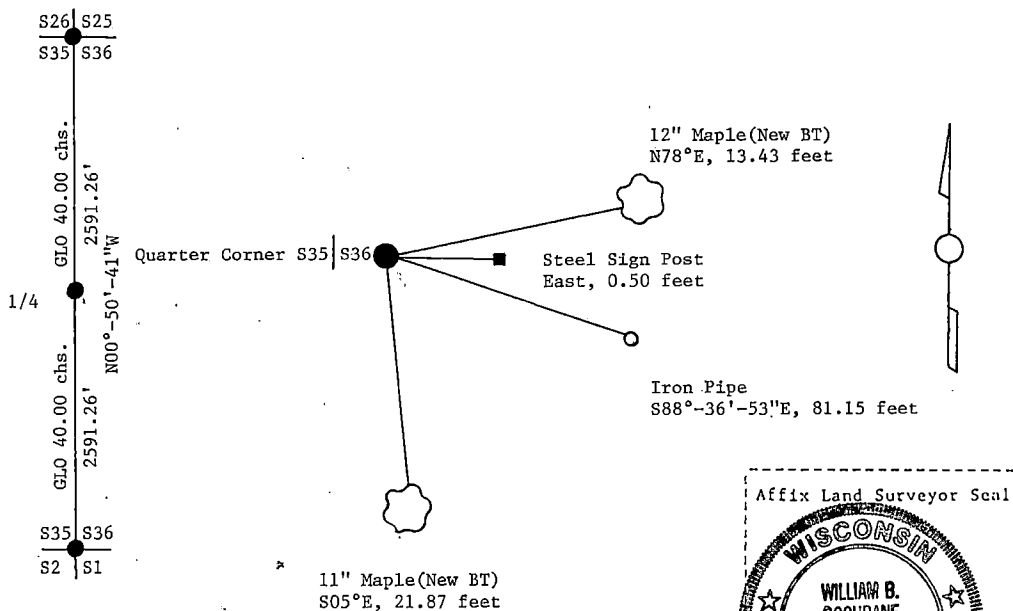 S26 S25
S35 S36
GLO 40.00 chs.
2591.26'
1/4
N00°-50'-41"W
GLO 40.00 chs.
2591.26'
S35 S36
S2 S1
Quarter Corner S35 S36
12" Maple(New BT)
N78°E, 13.43 feet
Steel Sign Post
East, 0.50 feet
Iron Pipe
S88°-36'-53"E, 81.15 feet
11" Maple(New BT)
S05°E, 21.87 feet
Affix Land Surveyor Seal
WISCONSIN
WILLIAM B.
COCHRANE